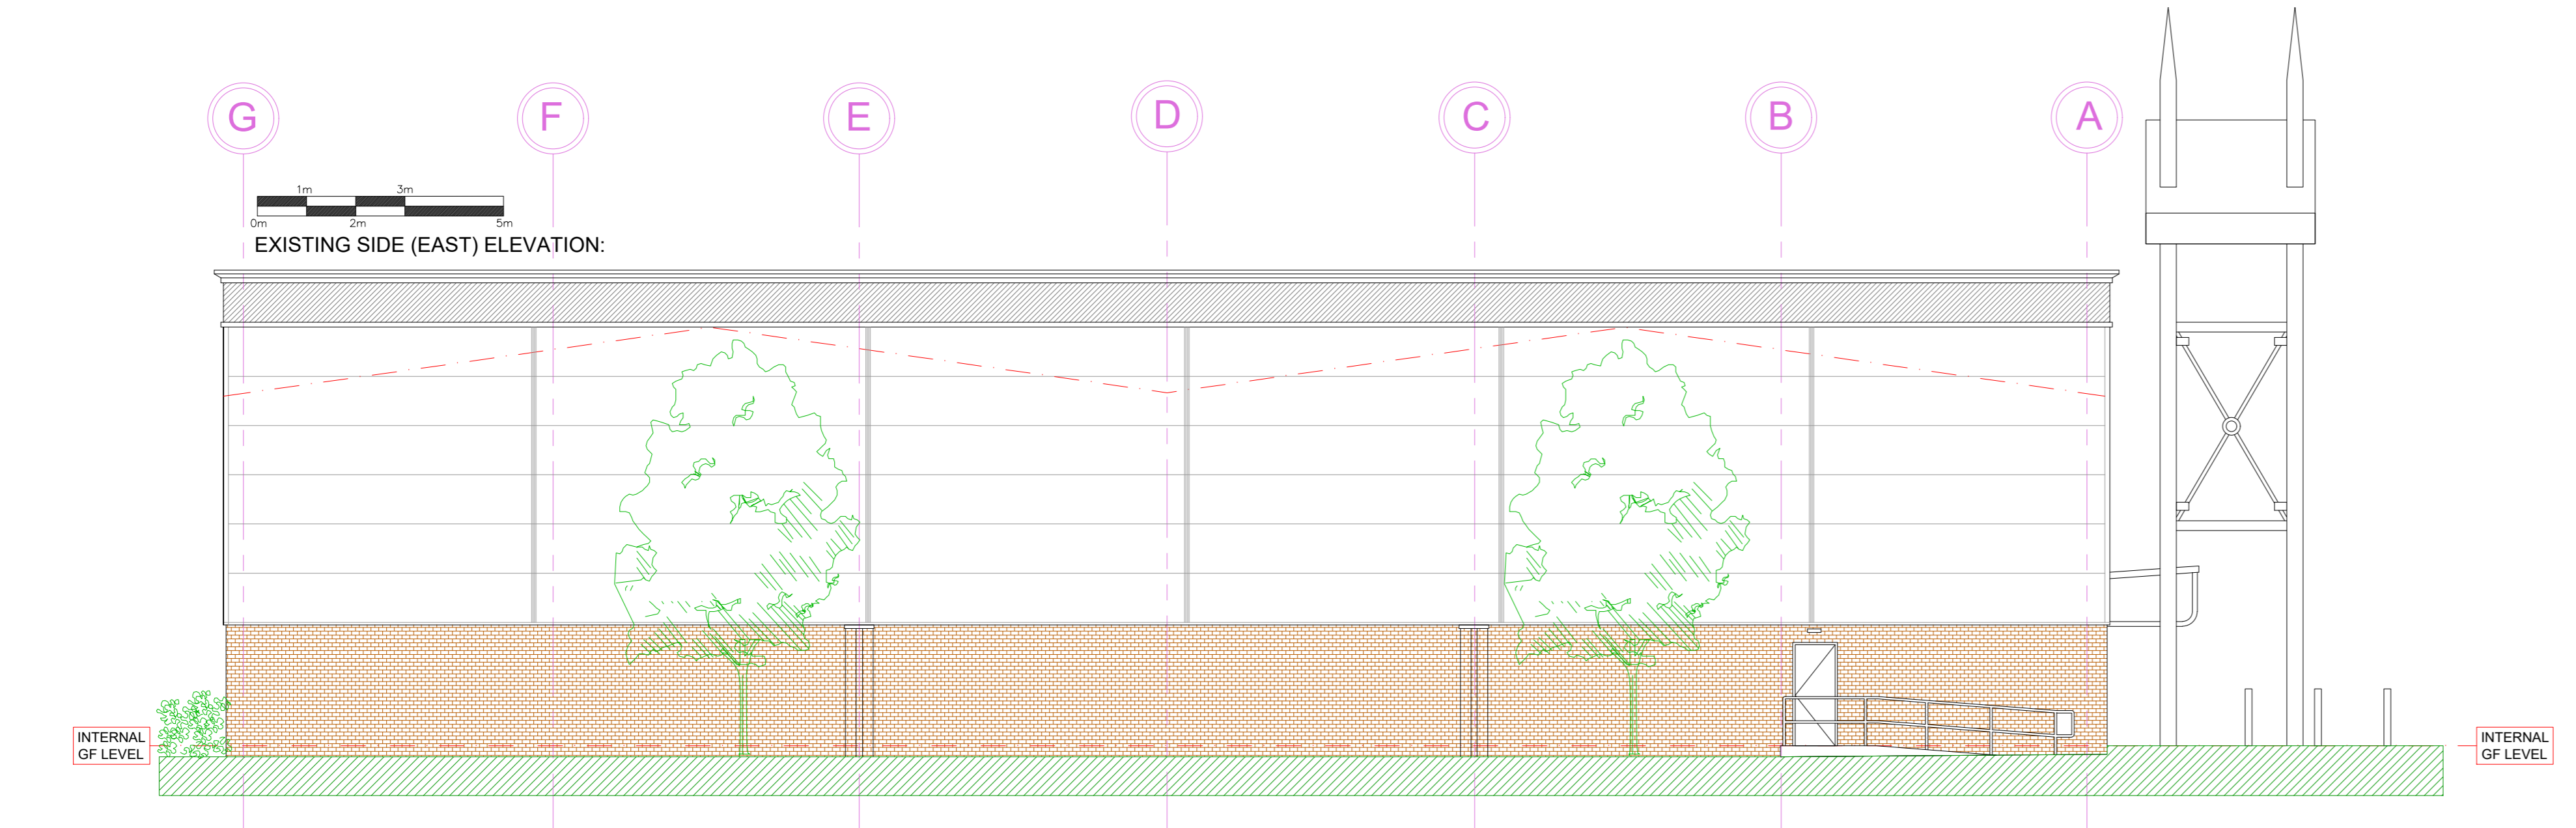 G F E D C B A
1m 3m
0m 2m 5m
EXISTING SIDE (EAST) ELEVATION:
INTERNAL
GF LEVEL
INTERNAL
GF LEVEL